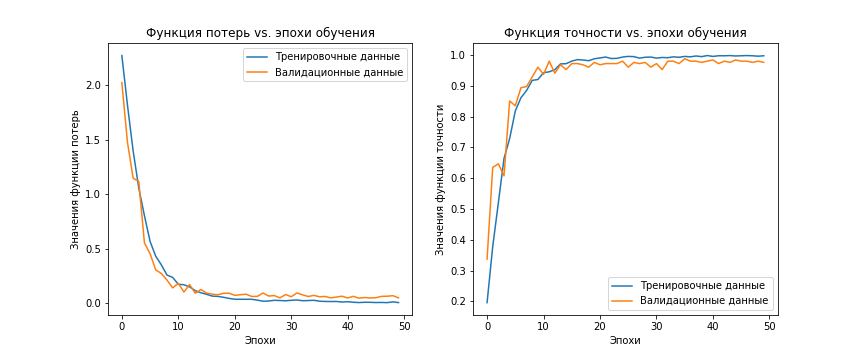 Функция потерь vs. эпохи обучения
Значения функции потерь
2.0
1.5
1.0
0.5
0.0
Тренировочные данные
Валидационные данные
0 10 20 30 40 50
Эпохи
Функция точности vs. эпохи обучения
Значения функции точности
1.0
0.9
0.8
0.7
0.6
0.5
0.4
0.3
0.2
Тренировочные данные
Валидационные данные
0 10 20 30 40 50
Эпохи